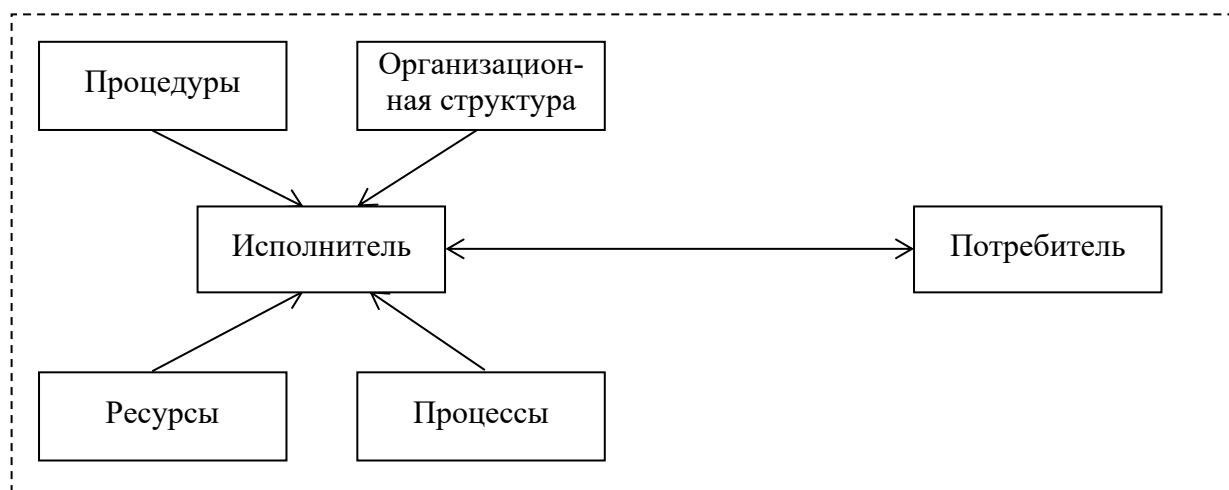 Процедуры
Организацион-
ная структура
Исполнитель
Потребитель
Ресурсы
Процессы